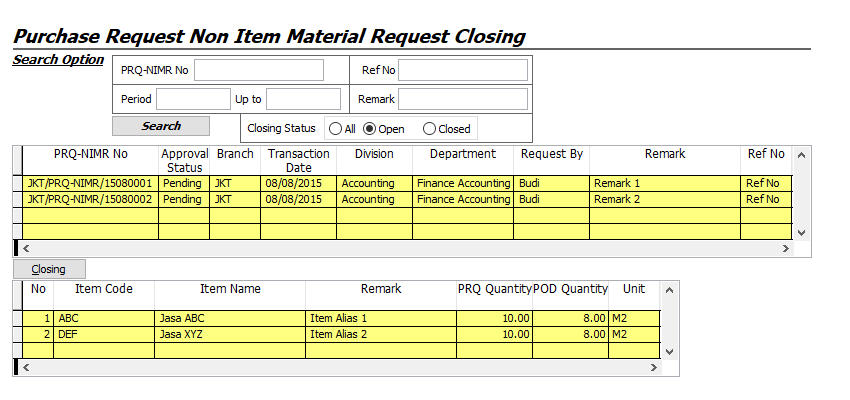 Purchase Request Non Item Material Request Closing
Search Option
PRQ-NIMR No Ref No
Period Up to Remark
Search Closing Status All Open Closed
PRQ-NIMR No Approval Status Branch Transaction Date Division Department Request By Remark Ref No
JKT/PRQ-NIMR/15080001 Pending JKT 08/08/2015 Accounting Finance Accounting Budi Remark 1 Ref No
JKT/PRQ-NIMR/15080002 Pending JKT 08/08/2015 Accounting Finance Accounting Budi Remark 2 Ref No
Closing
No Item Code Item Name Remark PRQ Quantity POD Quantity Unit
1 ABC Jasa ABC Item Alias 1 10.00 8.00 M2
2 DEF Jasa XYZ Item Alias 2 10.00 8.00 M2